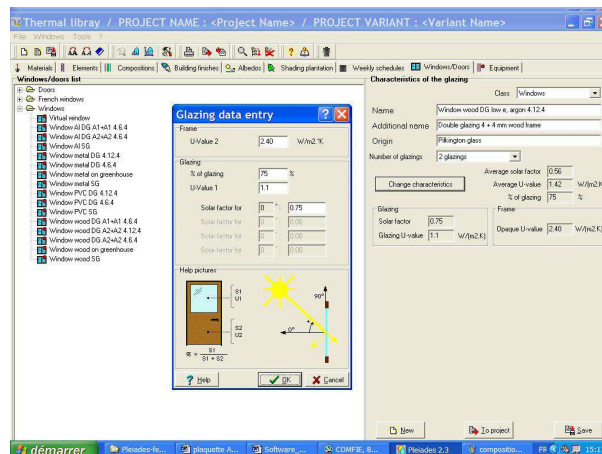 Thermal libray / PROJECT NAME : <Project Name> / PROJECT VARIANT : <Variant Name>
File Windows Tools ?
Materials Elements Compositions Building finishes Albedos Shading plantation Weekly schedules Windows/Doors Equipment
Windows/doors list
Doors
French windows
Windows
Virtual window
Window Al DG A1+A1 4.6.4
Window Al DG A2+A2 4.6.4
Window Al SG
Window metal DG 4.12.4
Window metal DG 4.6.4
Window metal on greenhouse
Window metal SG
Window PVC DG 4.12.4
Window PVC DG 4.6.4
Window PVC SG
Window wood DG A1+A1 4.6.4
Window wood DG A2+A2 4.12.4
Window wood DG A2+A2 4.6.4
Window wood on greenhouse
Window wood SG
Glazing data entry
Frame
U-Value 2 2.40 W/m2.°K
Glazing
% of glazing 75 %
U-Value 1 1.1
Solar factor for 0 ° : 0.75
Solar factor for 0 ° : 0.00
Solar factor for 0 ° : 0.00
Solar factor for 0 ° : 0.00
Help pictures
S1
U1
S2
U2
% = S1
S1 + S2
90°
0°
? Help OK Cancel
Characteristics of the glazing
Class Windows
Name Window wood DG low e, argon 4.12.4
Additional name Double glazing 4 + 4 mm wood frame
Origin Pilkington glass
Number of glazings 2 glazings
Average solar factor 0.56
Change characteristics
Average U-value 1.42 W/(m2.K)
% of glazing 75 %
Glazing
Solar factor 0.75
Glazing U-value 1.1 W/(m2.K)
Frame
Opaque U-value 2.40 W/(m2.K)
New To project Save
démarrer Pleiades-fe... plaquette A... Software_... COMFIE, B... Pleiades 2.3 compositio... FR 15:1